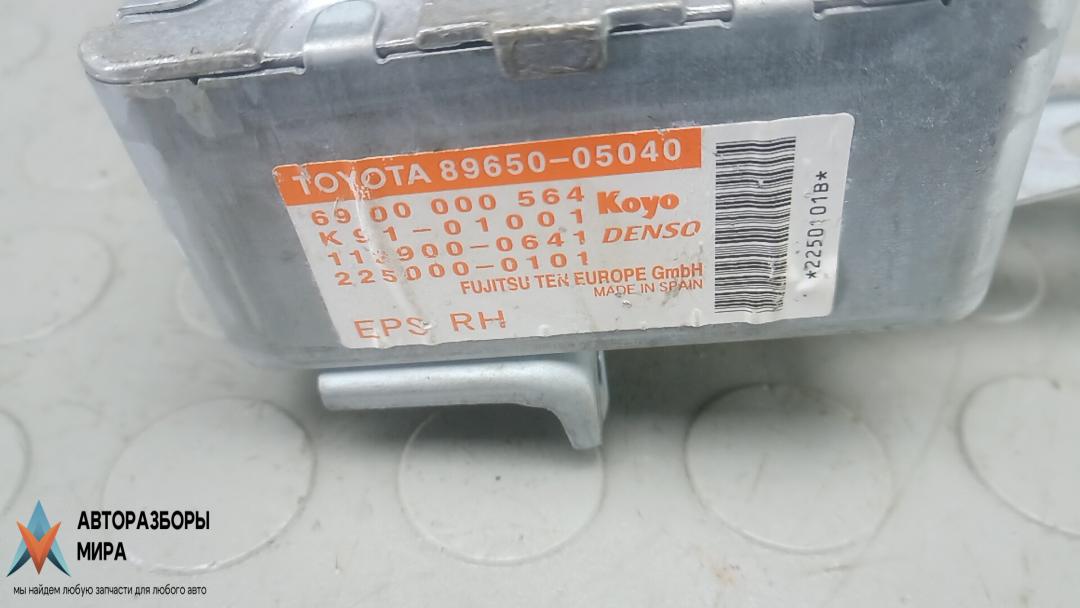 TOYOTA 89650-05040
6900 000 564 Koyo
K91-01001
113900-0641 DENSO
225000-0101
FUJITSU TEN EUROPE GmbH
MADE IN SPAIN
EPS RH
*2250101B*
АВТОРАЗБОРЫ
МИРА
мы найдем любую запчасти для любого авто